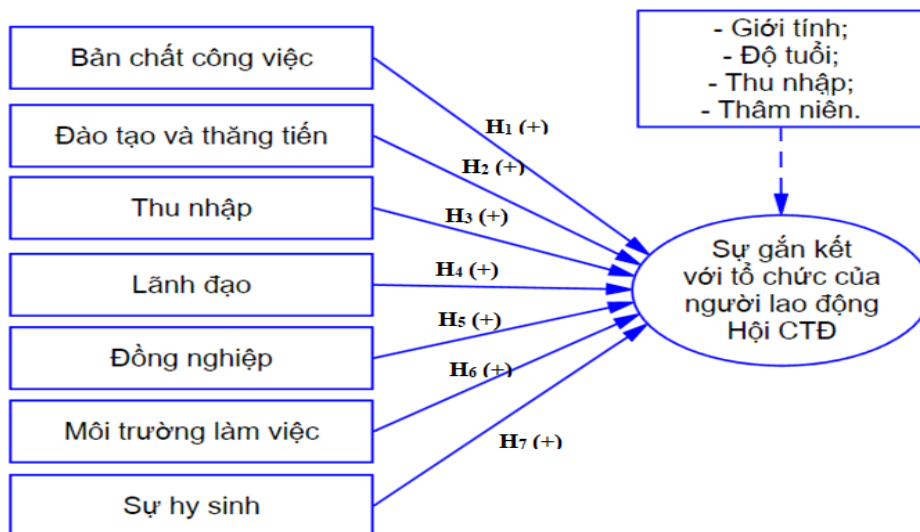 Bản chất công việc
Đào tạo và thăng tiến
Thu nhập
Lãnh đạo
Đồng nghiệp
Môi trường làm việc
Sự hy sinh
H₁ (+)
H₂ (+)
H₃ (+)
H₄ (+)
H₅ (+)
H₆ (+)
H₇ (+)
- Giới tính;
- Độ tuổi;
- Thu nhập;
- Thâm niên.
Sự gắn kết
với tổ chức của
người lao động
Hội CTĐ